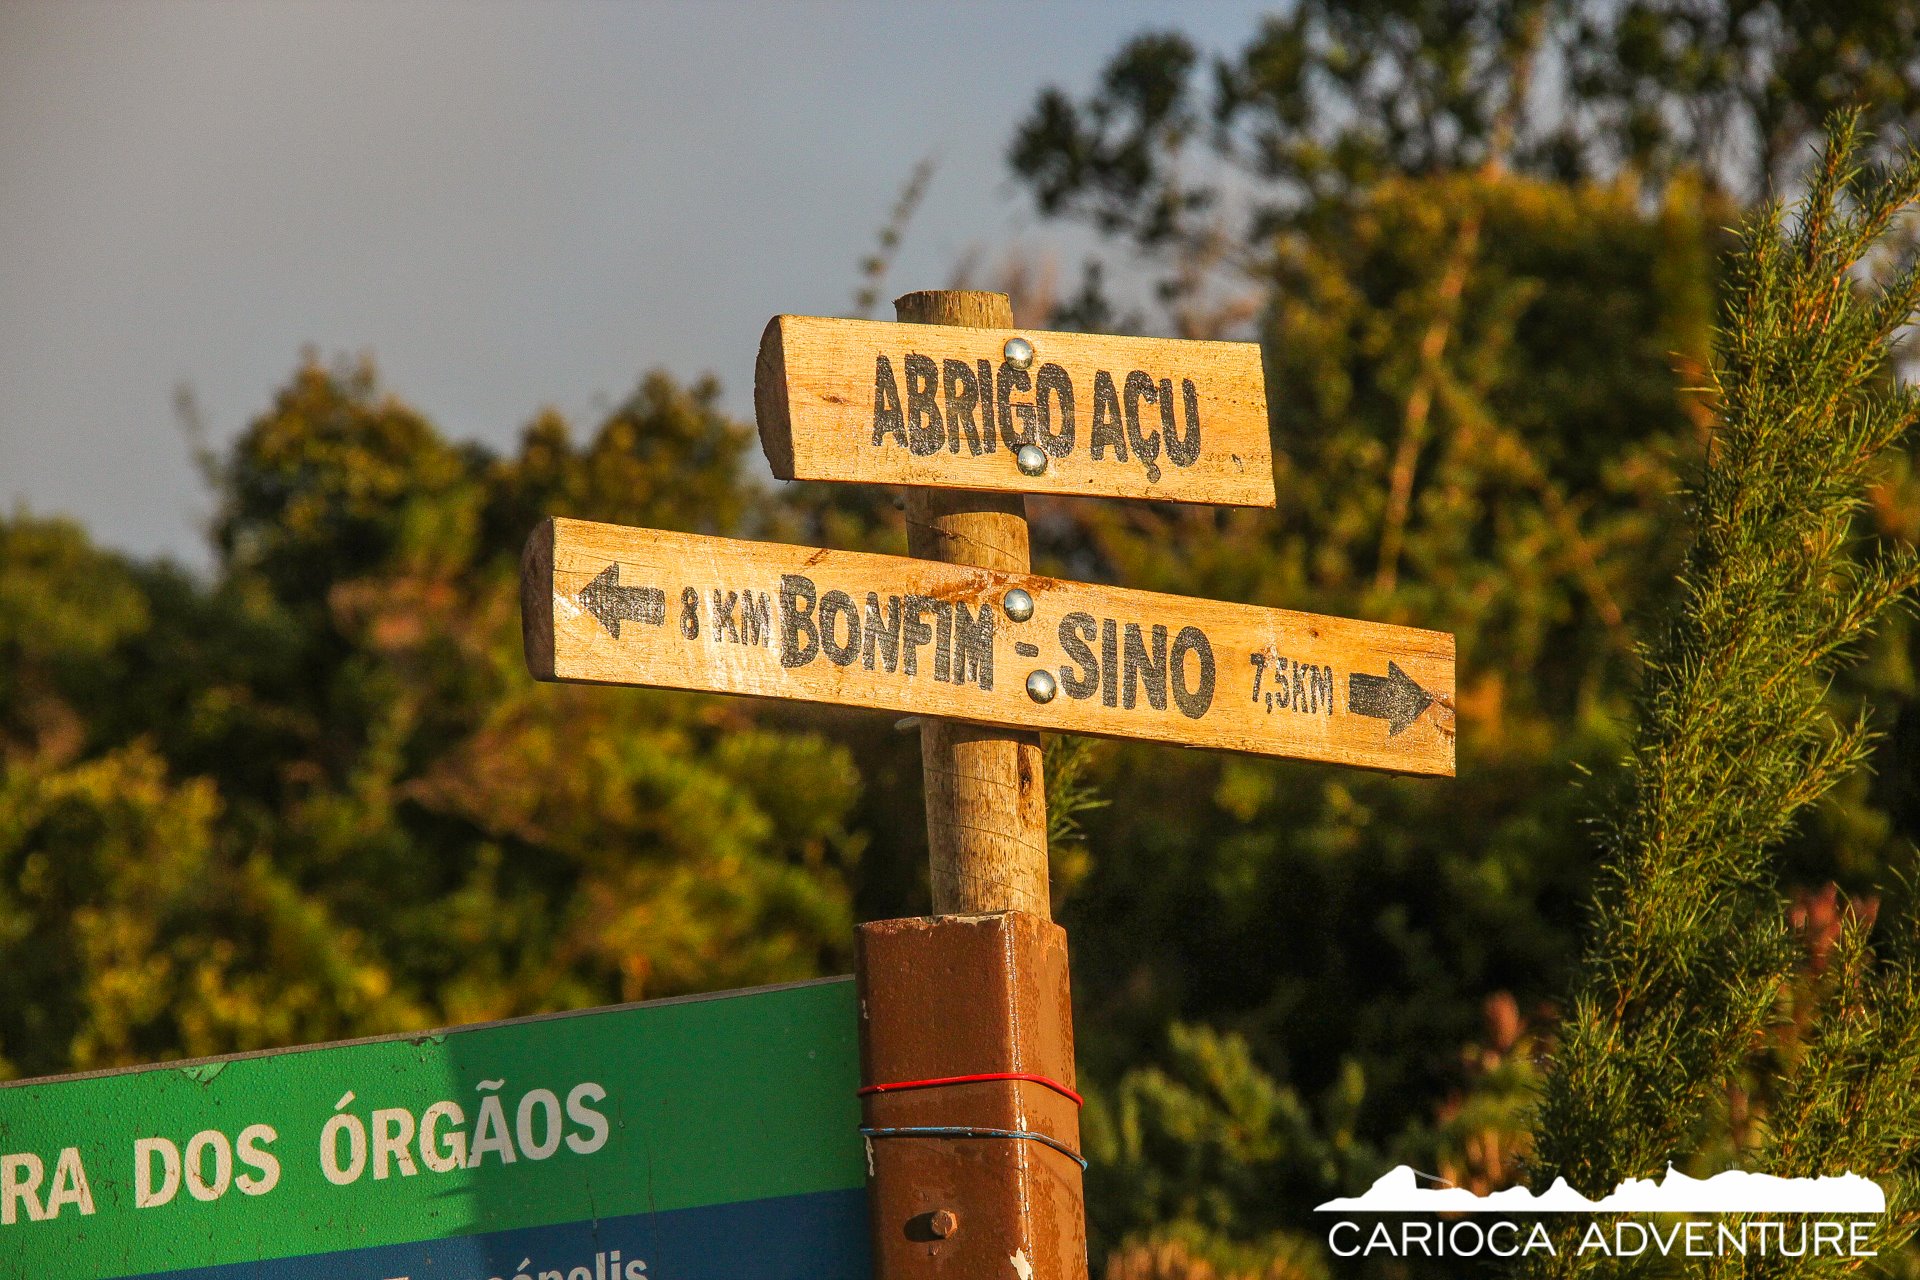 ABRIGO AÇU
8 KM BONFIM - SINO 7,5KM
RA DOS ÓRGÃOS
CARIOCA ADVENTURE